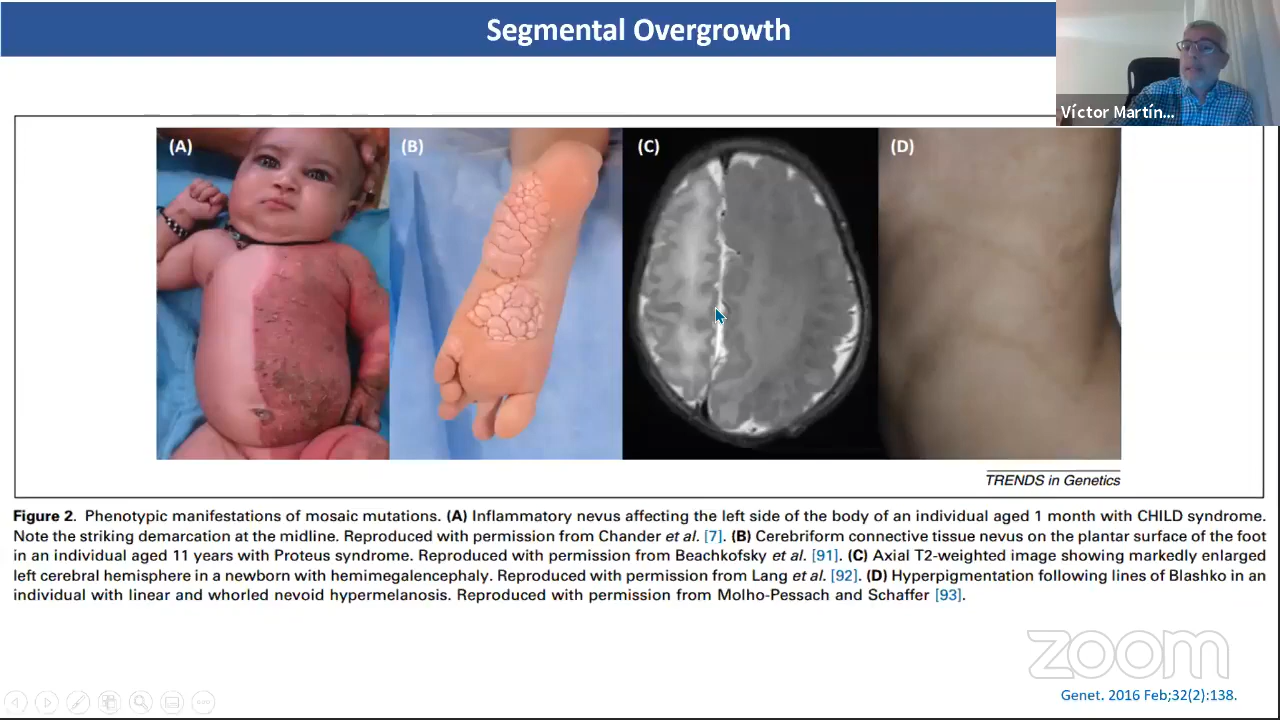 Segmental Overgrowth
Víctor Martín...
(A)
(B)
(C)
(D)
TRENDS in Genetics
Figure 2. Phenotypic manifestations of mosaic mutations. (A) Inflammatory nevus affecting the left side of the body of an individual aged 1 month with CHILD syndrome.
Note the striking demarcation at the midline. Reproduced with permission from Chander et al. [7]. (B) Cerebriform connective tissue nevus on the plantar surface of the foot
in an individual aged 11 years with Proteus syndrome. Reproduced with permission from Beachkofsky et al. [91]. (C) Axial T2-weighted image showing markedly enlarged
left cerebral hemisphere in a newborn with hemimegalencephaly. Reproduced with permission from Lang et al. [92]. (D) Hyperpigmentation following lines of Blashko in an
individual with linear and whorled nevoid hypermelanosis. Reproduced with permission from Molho-Pessach and Schaffer [93].
zoom
Genet. 2016 Feb;32(2):138.